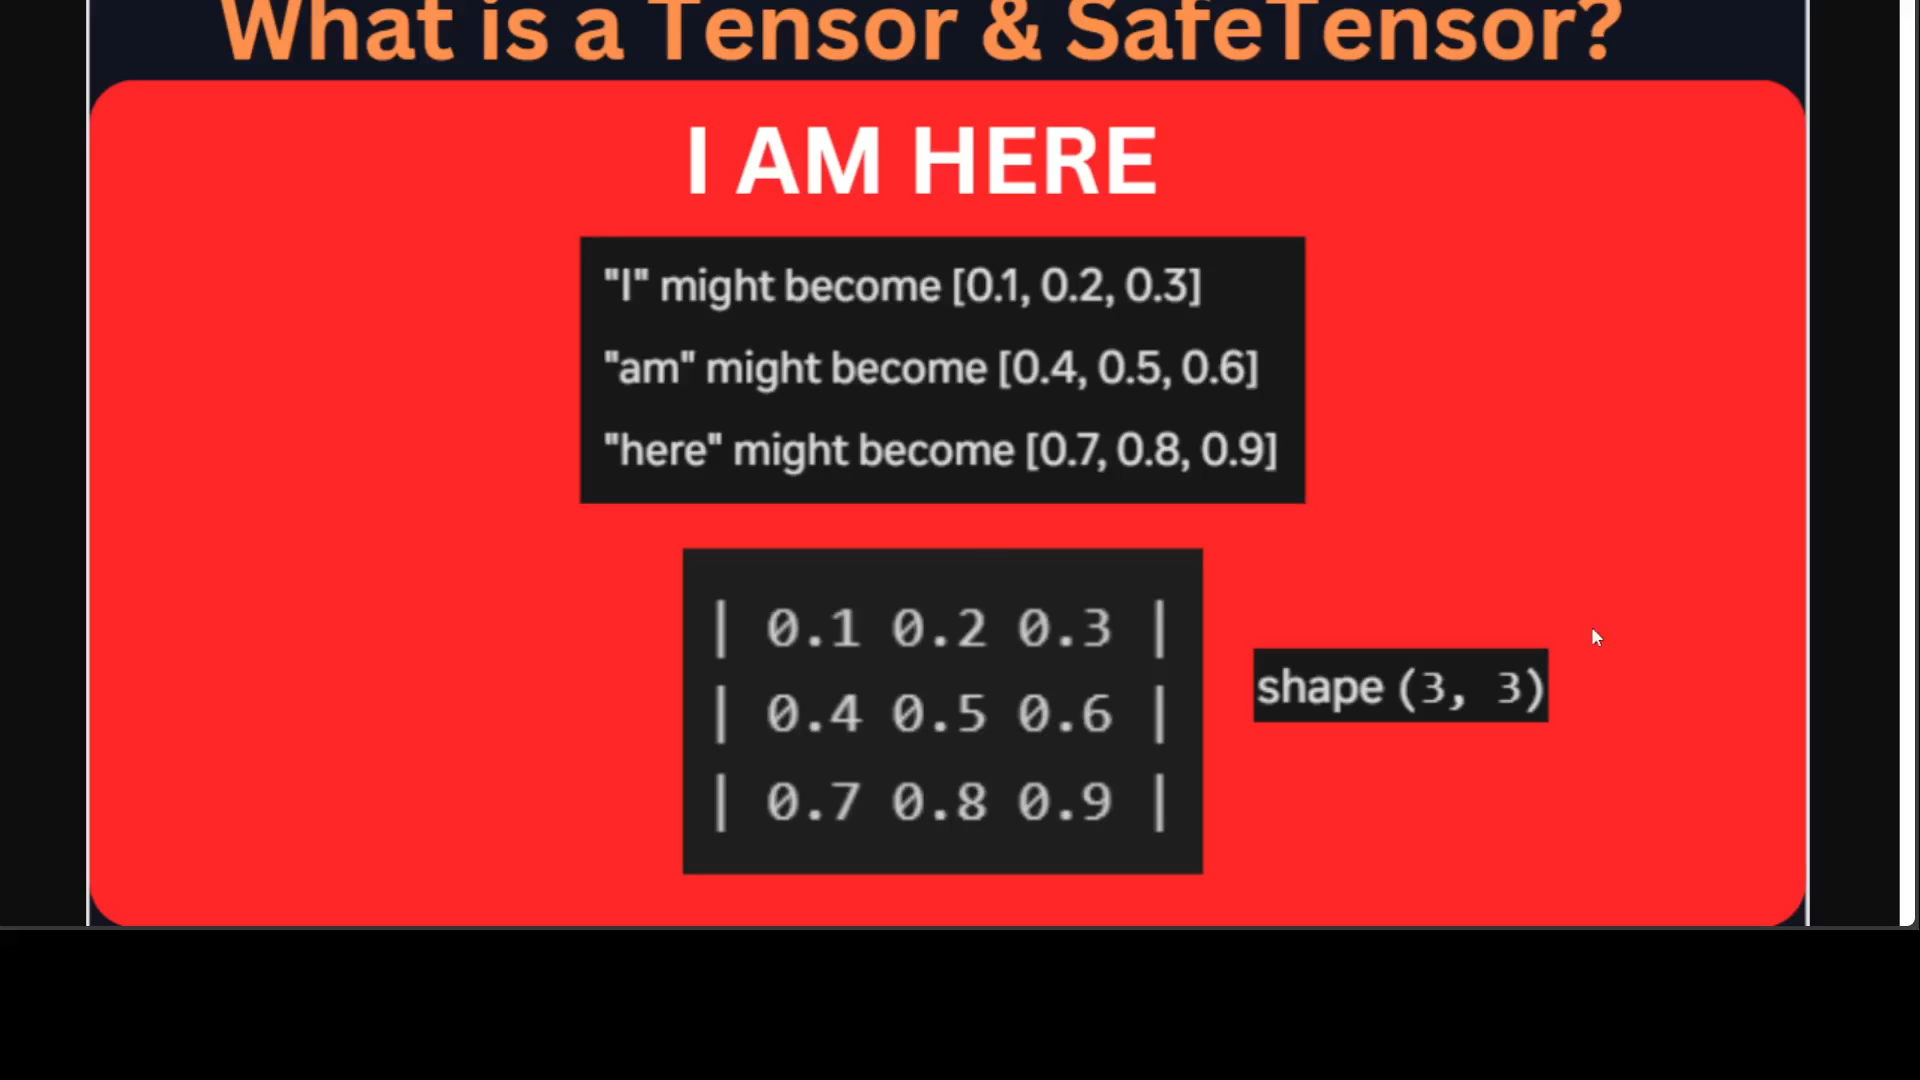 What is a Tensor & SafeTensor?
I AM HERE
"I" might become [0.1, 0.2, 0.3]
"am" might become [0.4, 0.5, 0.6]
"here" might become [0.7, 0.8, 0.9]
| 0.1 0.2 0.3 |
| 0.4 0.5 0.6 |
| 0.7 0.8 0.9 |
shape (3, 3)